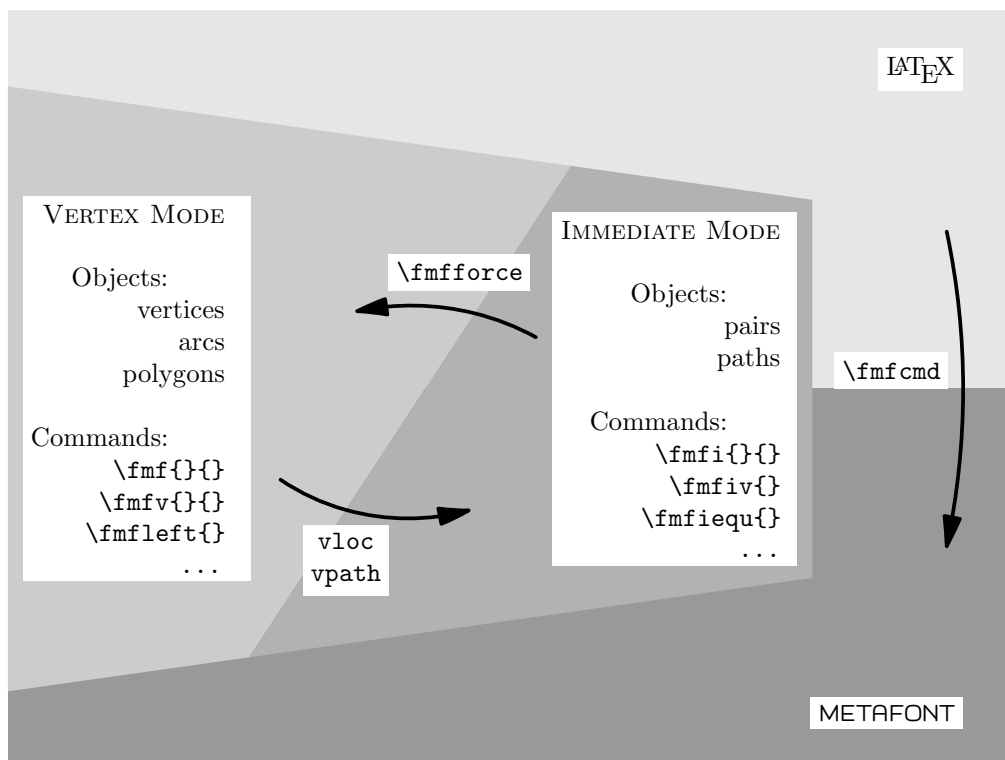 LATEX
VERTEX MODE
Objects:
vertices
arcs
polygons
Commands:
\fmf{}{}
\fmfv{}{}
\fmfleft{}
...
\fmfforce
vloc
vpath
IMMEDIATE MODE
Objects:
pairs
paths
Commands:
\fmfi{}{}
\fmfiv{}
\fmfiequ{}
...
\fmfcmd
METAFONT